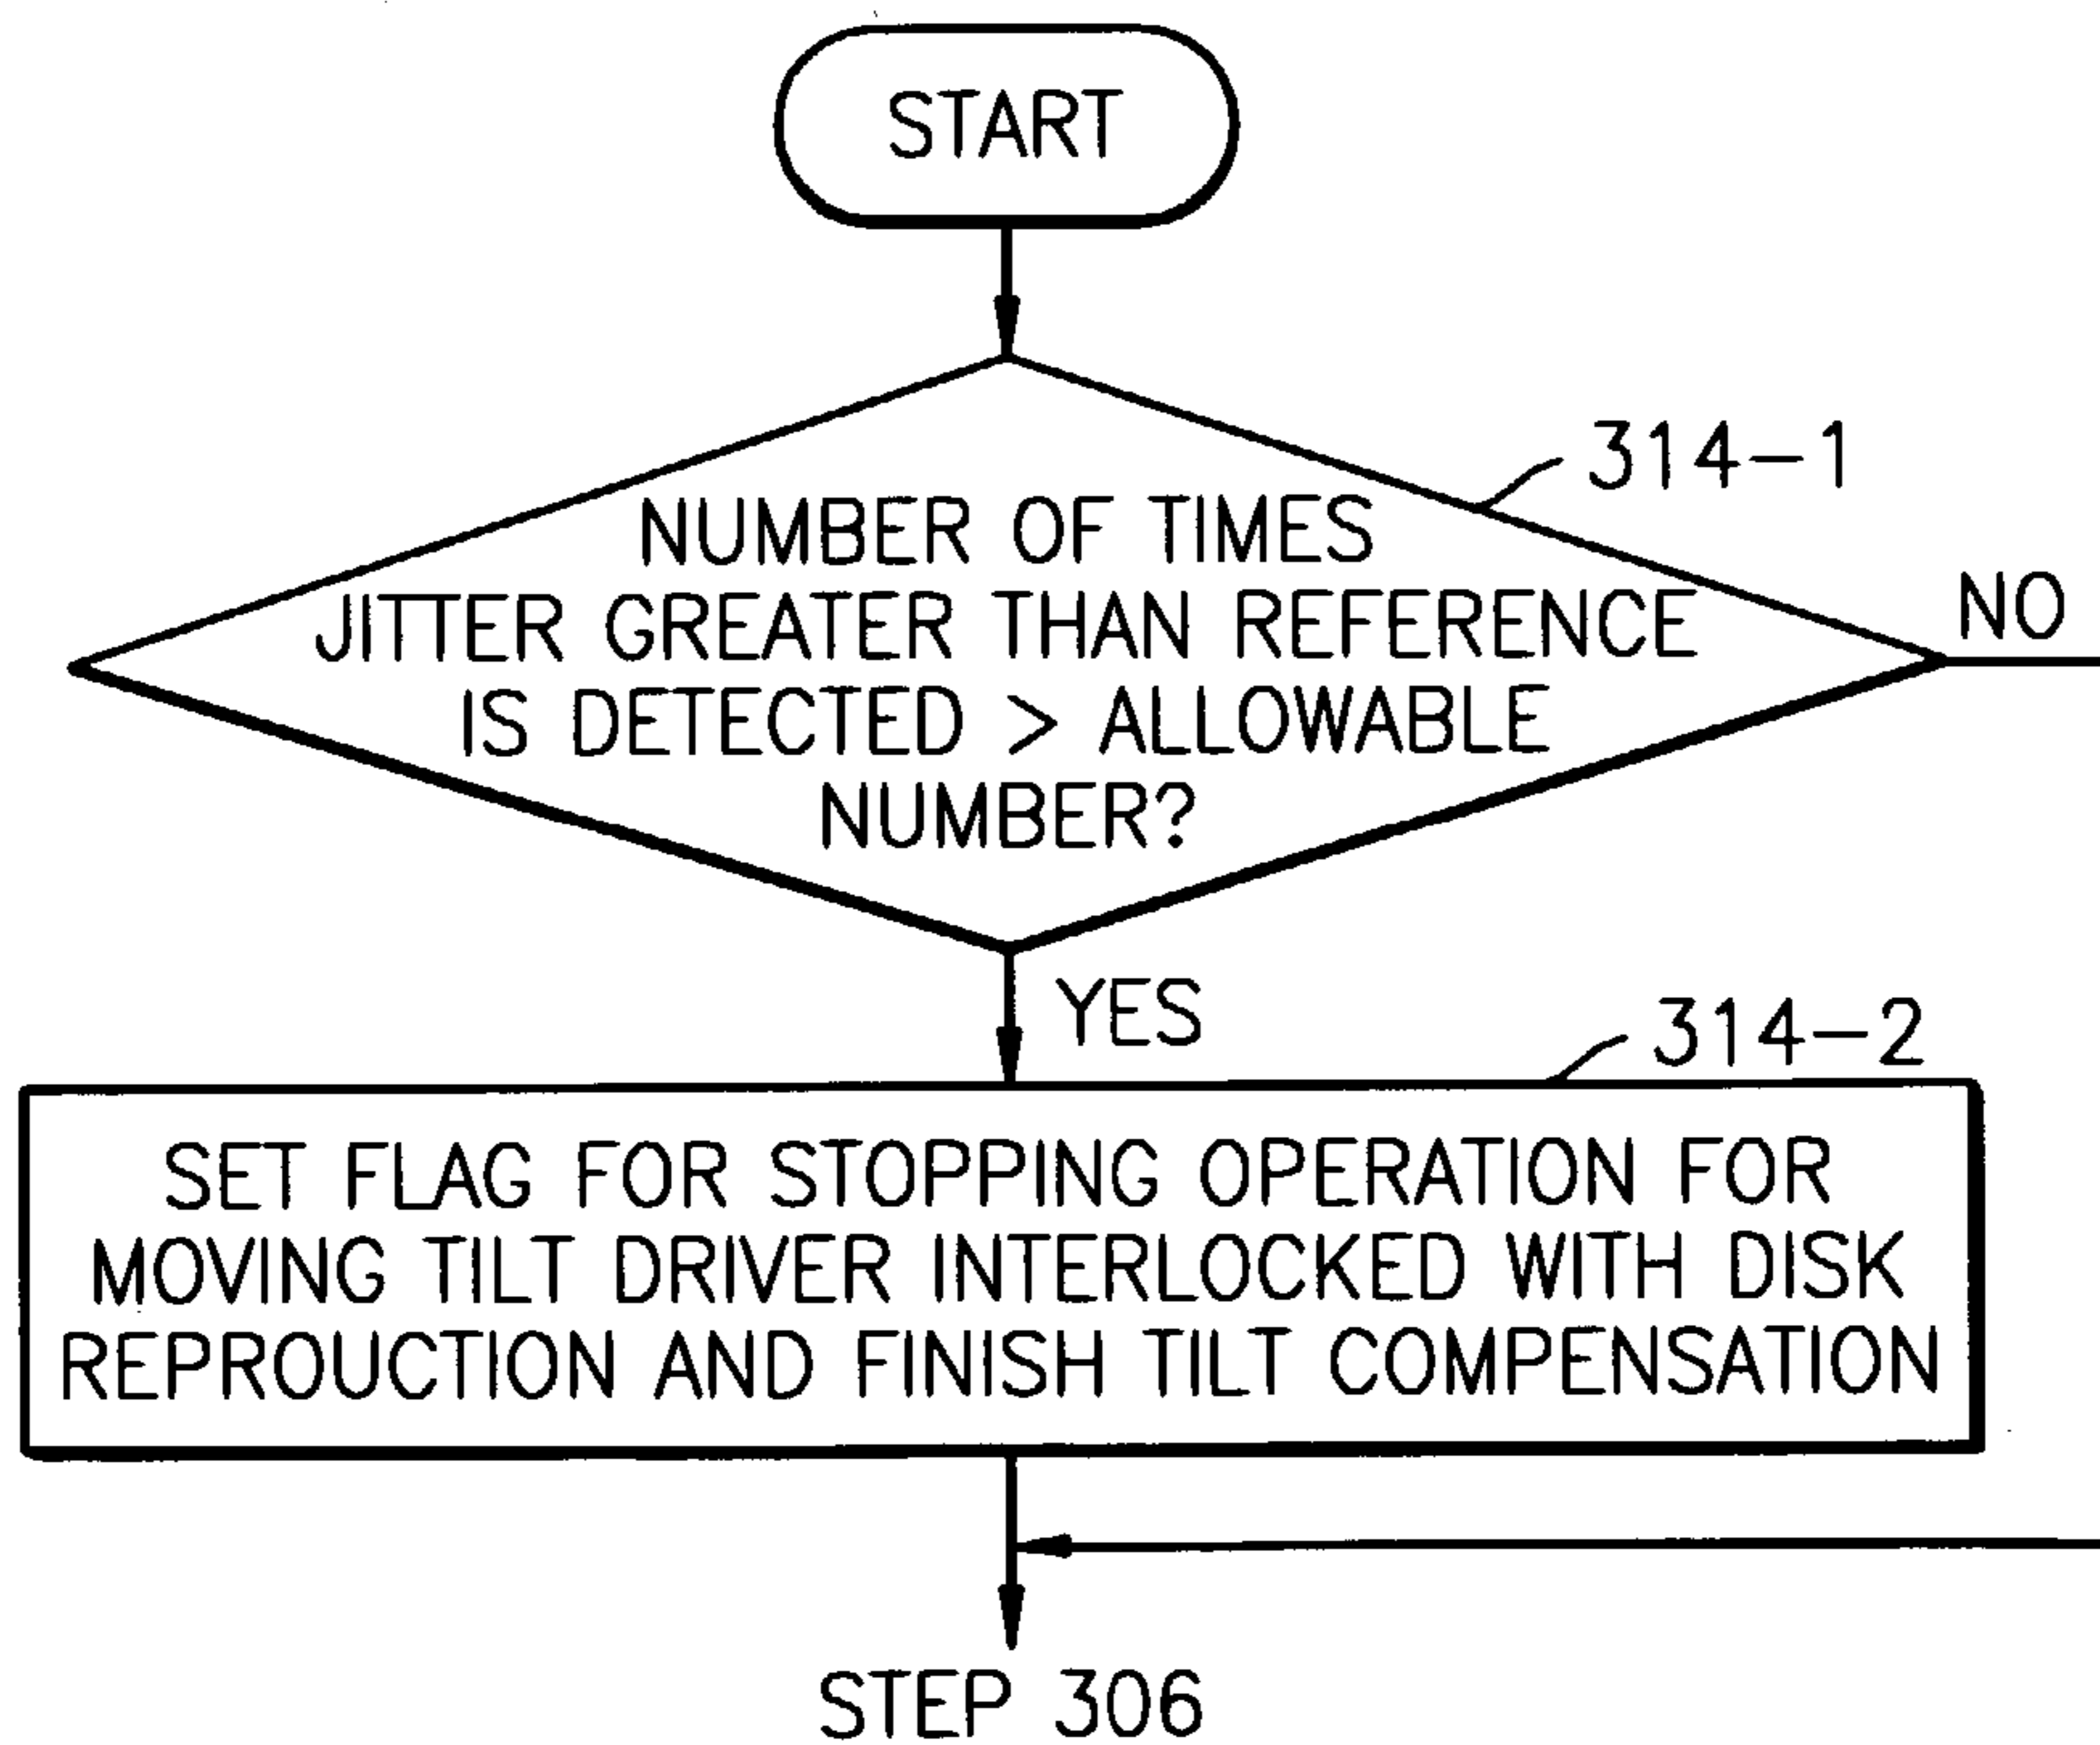 START
314-1
NUMBER OF TIMES
JITTER GREATER THAN REFERENCE
IS DETECTED > ALLOWABLE
NUMBER?
NO
YES
314-2
SET FLAG FOR STOPPING OPERATION FOR
MOVING TILT DRIVER INTERLOCKED WITH DISK
REPROUCTION AND FINISH TILT COMPENSATION
STEP 306